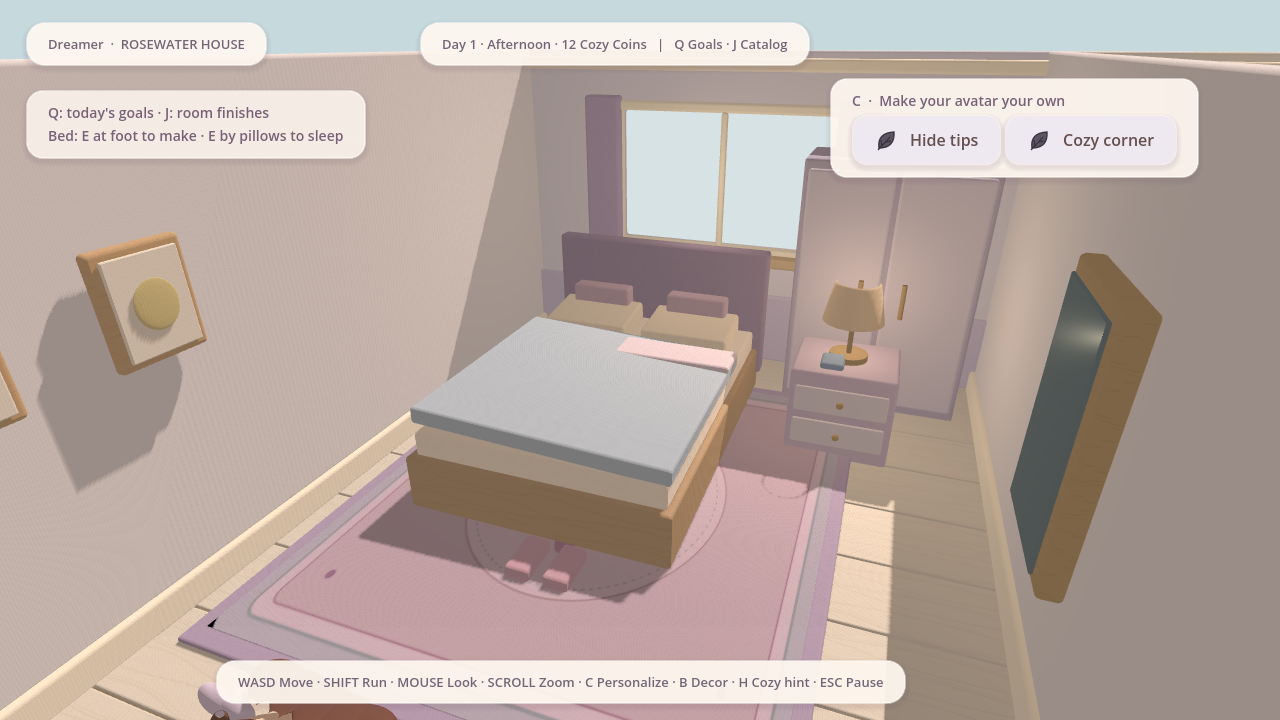 Dreamer · ROSEWATER HOUSE
Day 1 · Afternoon · 12 Cozy Coins | Q Goals · J Catalog
Q: today's goals · J: room finishes
Bed: E at foot to make · E by pillows to sleep
C · Make your avatar your own
Hide tips
Cozy corner
WASD Move · SHIFT Run · MOUSE Look · SCROLL Zoom · C Personalize · B Decor · H Cozy hint · ESC Pause